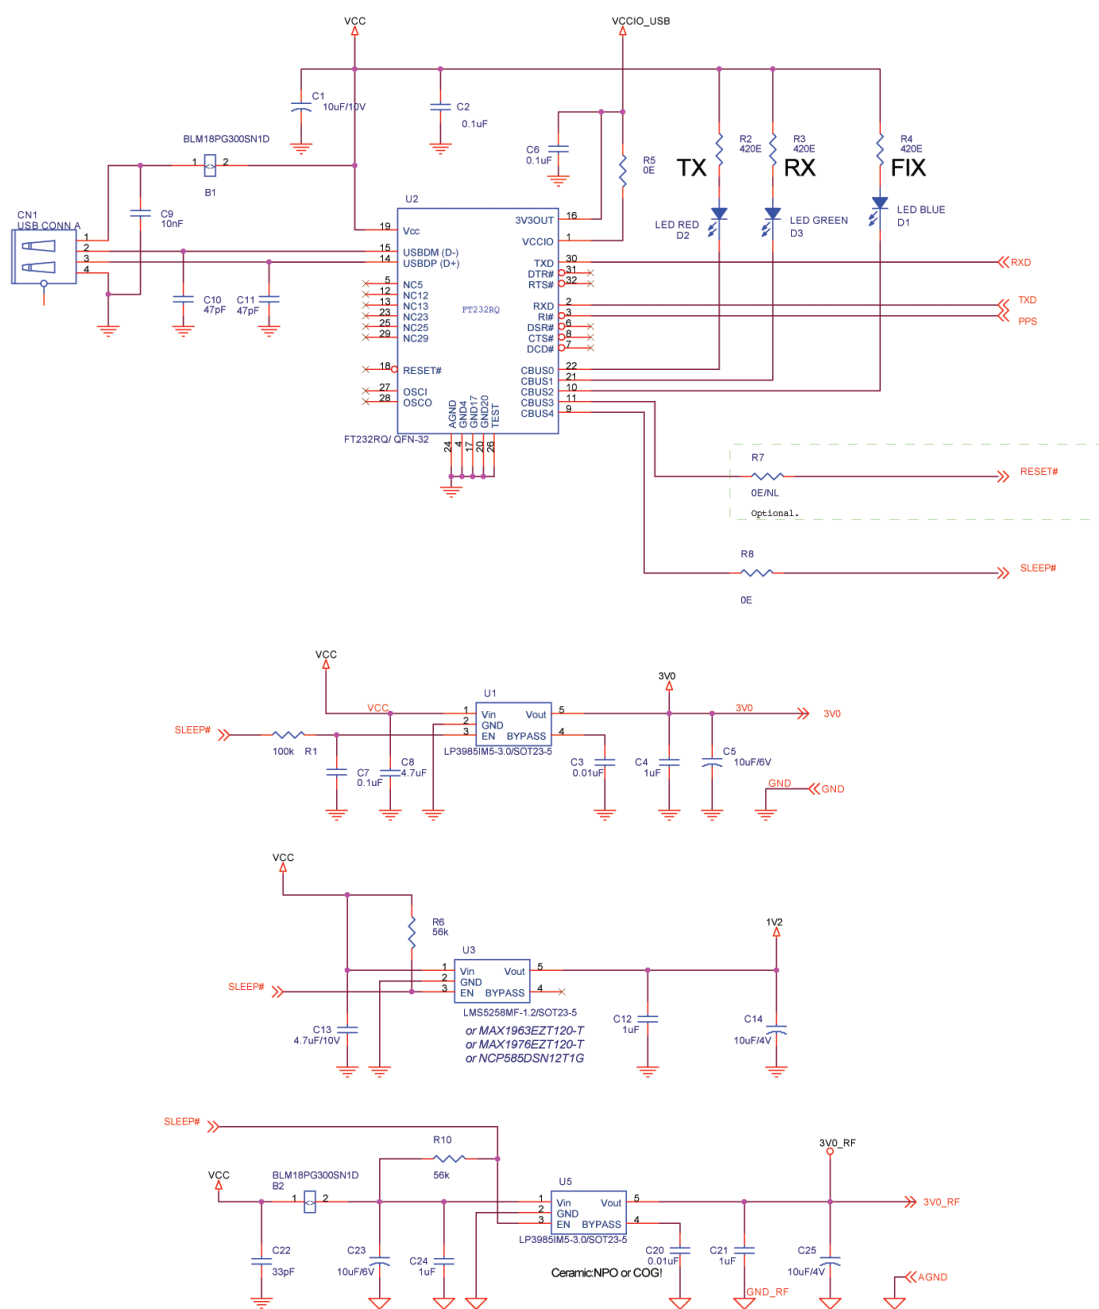 VCC
VCCIO_USB
C1
10uF/10V
C2
0.1uF
C6
0.1uF
R5
0E
R2
420E
R3
420E
R4
420E
TX
RX
FIX
BLM18PG300SN1D
1
2
B1
CN1
USB CONN A
1
2
3
4
C9
10nF
C10
47pF
C11
47pF
LED RED
D2
LED GREEN
D3
LED BLUE
D1
U2
FT232RQ
19 Vcc
15 USBDM (D-)
14 USBDP (D+)
5 NC5
12 NC12
13 NC13
23 NC23
25 NC25
29 NC29
18 RESET#
27 OSCI
28 OSCO
3V3OUT 16
VCCIO 1
TXD 30
DTR# 31
RTS# 32
RXD 2
RI# 3
DSR# 6
CTS# 8
DCD# 7
CBUS0 22
CBUS1 21
CBUS2 10
CBUS3 11
CBUS4 9
AGND
GND4
GND17
GND20
TEST
24
4
17
20
26
FT232RQ/ QFN-32
RXD
TXD
PPS
R7
0E/NL
Optional.
RESET#
R8
0E
SLEEP#
VCC
VCC
SLEEP#
100k R1
C7
0.1uF
C8
4.7uF
U1
1 Vin
2 GND
3 EN
Vout 5
BYPASS 4
LP3985IM5-3.0/SOT23-5
C3
0.01uF
C4
1uF
C5
10uF/6V
3V0
3V0
3V0
GND
GND
VCC
R6
56k
SLEEP#
C13
4.7uF/10V
U3
1 Vin
2 GND
3 EN
Vout 5
BYPASS 4
LMS5258MF-1.2/SOT23-5
or MAX1963EZT120-T
or MAX1976EZT120-T
or NCP585DSN12T1G
C12
1uF
C14
10uF/4V
1V2
SLEEP#
R10
56k
VCC
BLM18PG300SN1D
B2
1
2
C22
33pF
C23
10uF/6V
C24
1uF
U5
1 Vin
2 GND
3 EN
Vout 5
BYPASS 4
LP3985IM5-3.0/SOT23-5
Ceramic:NPO or COG!
C20
0.01uF
C21
1uF
GND_RF
C25
10uF/4V
3V0_RF
3V0_RF
AGND